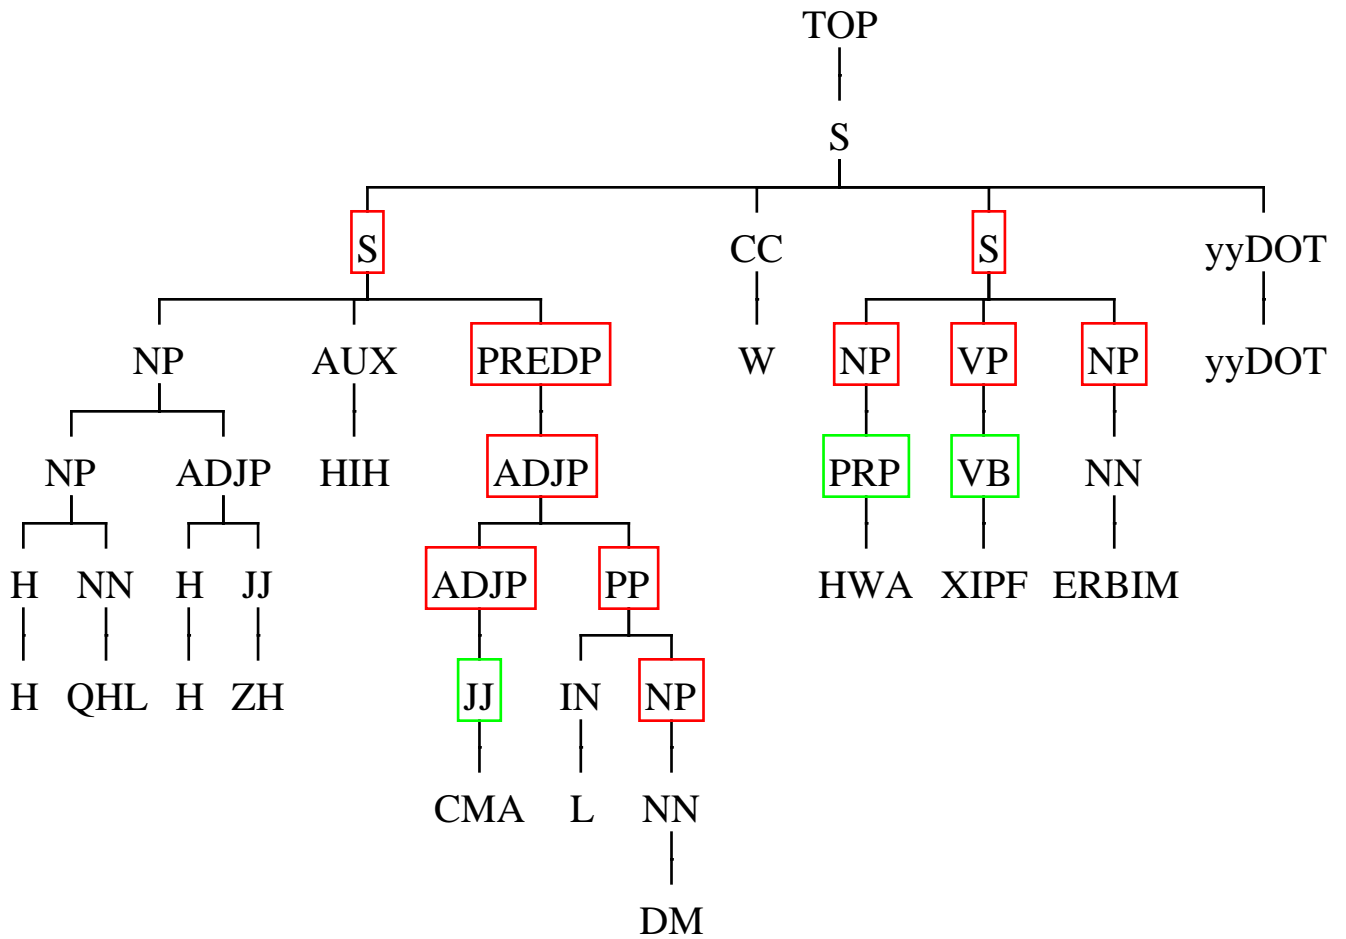 TOP
S
S CC S yyDOT
NP AUX PREDP W NP VP NP yyDOT
NP ADJP HIH ADJP PRP VB NN
H NN H JJ ADJP PP HWA XIPF ERBIM
H QHL H ZH JJ IN NP
CMA L NN
DM